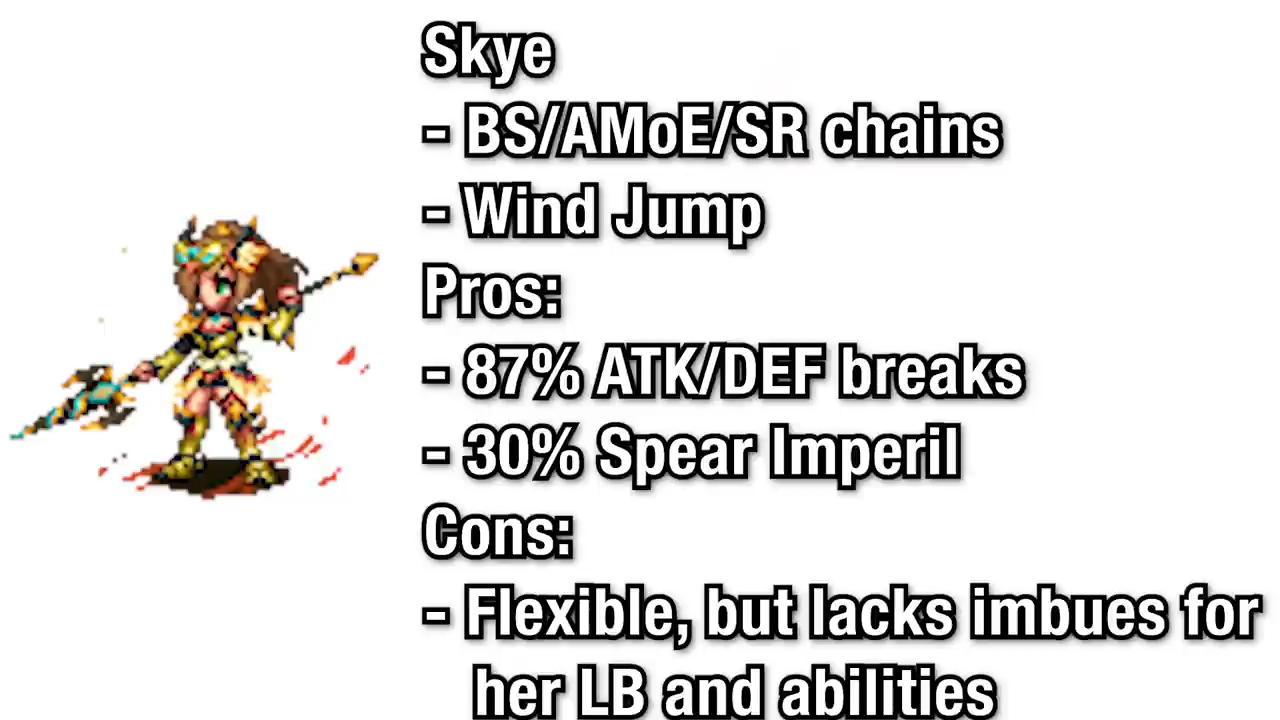 Skye
- BS/AMoE/SR chains
- Wind Jump
Pros:
- 87% ATK/DEF breaks
- 30% Spear Imperil
Cons:
- Flexible, but lacks imbues for
her LB and abilities